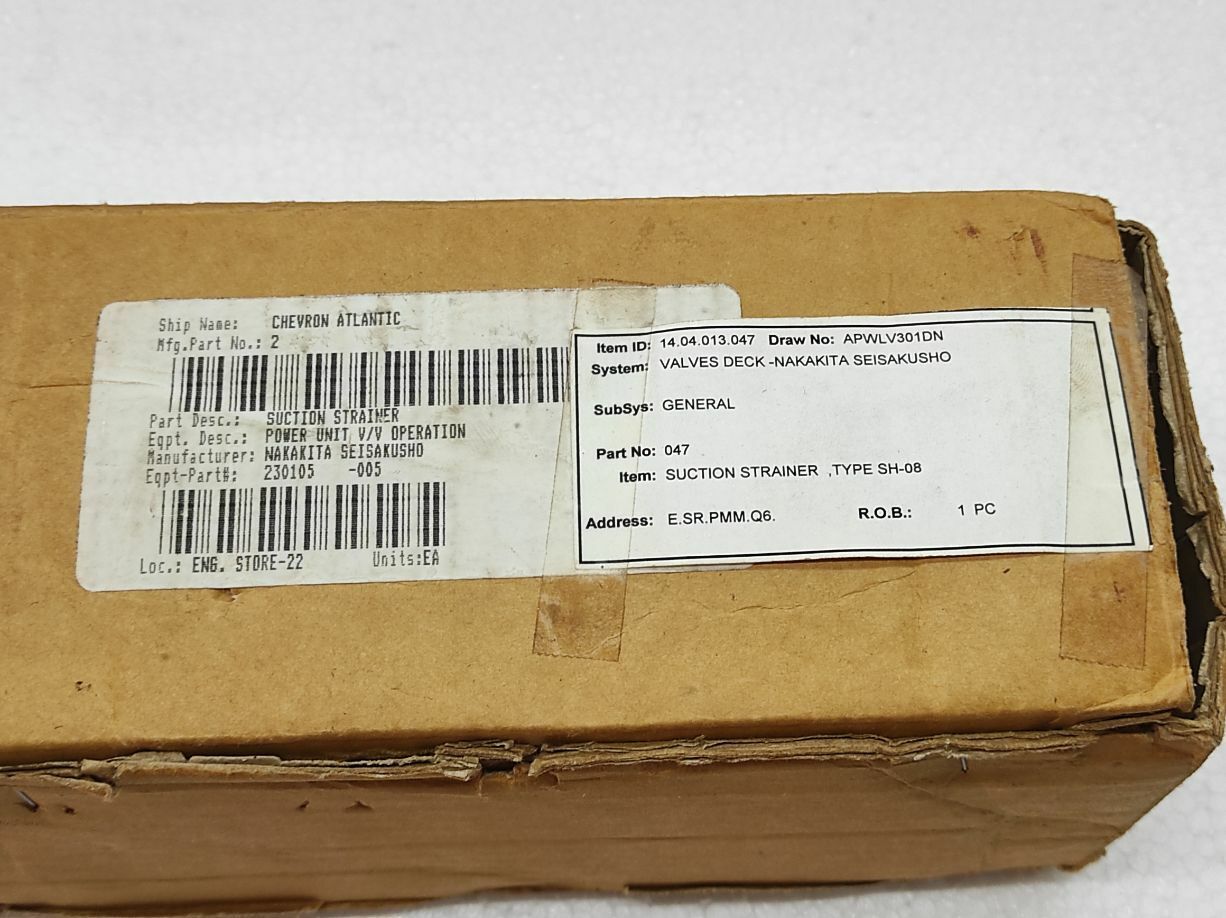 Ship Name: CHEVRON ATLANTIC
Mfg.Part No.: 2
Part Desc.: SUCTION STRAINER
Eqpt. Desc.: POWER UNIT V/V OPERATION
Manufacturer: NAKAKITA SEISAKUSHO
Eqpt-Part#: 230105 -005
Loc.: ENG. STORE-22 Units:EA
Item ID: 14.04.013.047 Draw No: APWLV301DN
System: VALVES DECK -NAKAKITA SEISAKUSHO
SubSys: GENERAL
Part No: 047
Item: SUCTION STRAINER ,TYPE SH-08
Address: E.SR.PMM.Q6. R.O.B.: 1 PC